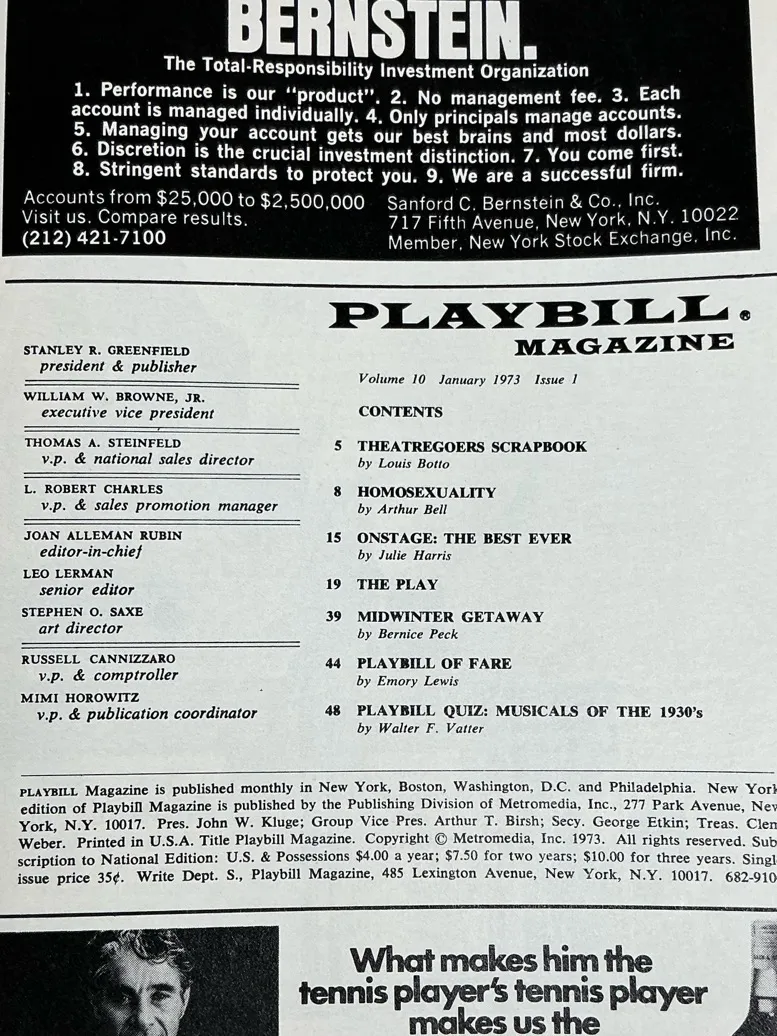 BERNSTEIN.
The Total-Responsibility Investment Organization
1. Performance is our "product". 2. No management fee. 3. Each
account is managed individually. 4. Only principals manage accounts.
5. Managing your account gets our best brains and most dollars.
6. Discretion is the crucial investment distinction. 7. You come first.
8. Stringent standards to protect you. 9. We are a successful firm.
Accounts from $25,000 to $2,500,000
Visit us. Compare results.
(212) 421-7100
Sanford C. Bernstein & Co., Inc.
717 Fifth Avenue, New York, N.Y. 10022
Member, New York Stock Exchange, Inc.
PLAYBILL®
MAGAZINE
STANLEY R. GREENFIELD
president & publisher
WILLIAM W. BROWNE, JR.
executive vice president
THOMAS A. STEINFELD
v.p. & national sales director
L. ROBERT CHARLES
v.p. & sales promotion manager
JOAN ALLEMAN RUBIN
editor-in-chief
LEO LERMAN
senior editor
STEPHEN O. SAXE
art director
RUSSELL CANNIZZARO
v.p. & comptroller
MIMI HOROWITZ
v.p. & publication coordinator
Volume 10 January 1973 Issue 1
CONTENTS
5 THEATREGOERS SCRAPBOOK
by Louis Botto
8 HOMOSEXUALITY
by Arthur Bell
15 ONSTAGE: THE BEST EVER
by Julie Harris
19 THE PLAY
39 MIDWINTER GETAWAY
by Bernice Peck
44 PLAYBILL OF FARE
by Emory Lewis
48 PLAYBILL QUIZ: MUSICALS OF THE 1930's
by Walter F. Vatter
PLAYBILL Magazine is published monthly in New York, Boston, Washington, D.C. and Philadelphia. New York
edition of Playbill Magazine is published by the Publishing Division of Metromedia, Inc., 277 Park Avenue, New
York, N.Y. 10017. Pres. John W. Kluge; Group Vice Pres. Arthur T. Birsh; Secy. George Etkin; Treas. Clem
Weber. Printed in U.S.A. Title Playbill Magazine. Copyright © Metromedia, Inc. 1973. All rights reserved. Sub
scription to National Edition: U.S. & Possessions $4.00 a year; $7.50 for two years; $10.00 for three years. Singl
issue price 35¢. Write Dept. S., Playbill Magazine, 485 Lexington Avenue, New York, N.Y. 10017. 682-910
What makes him the
tennis player's tennis player
makes us the